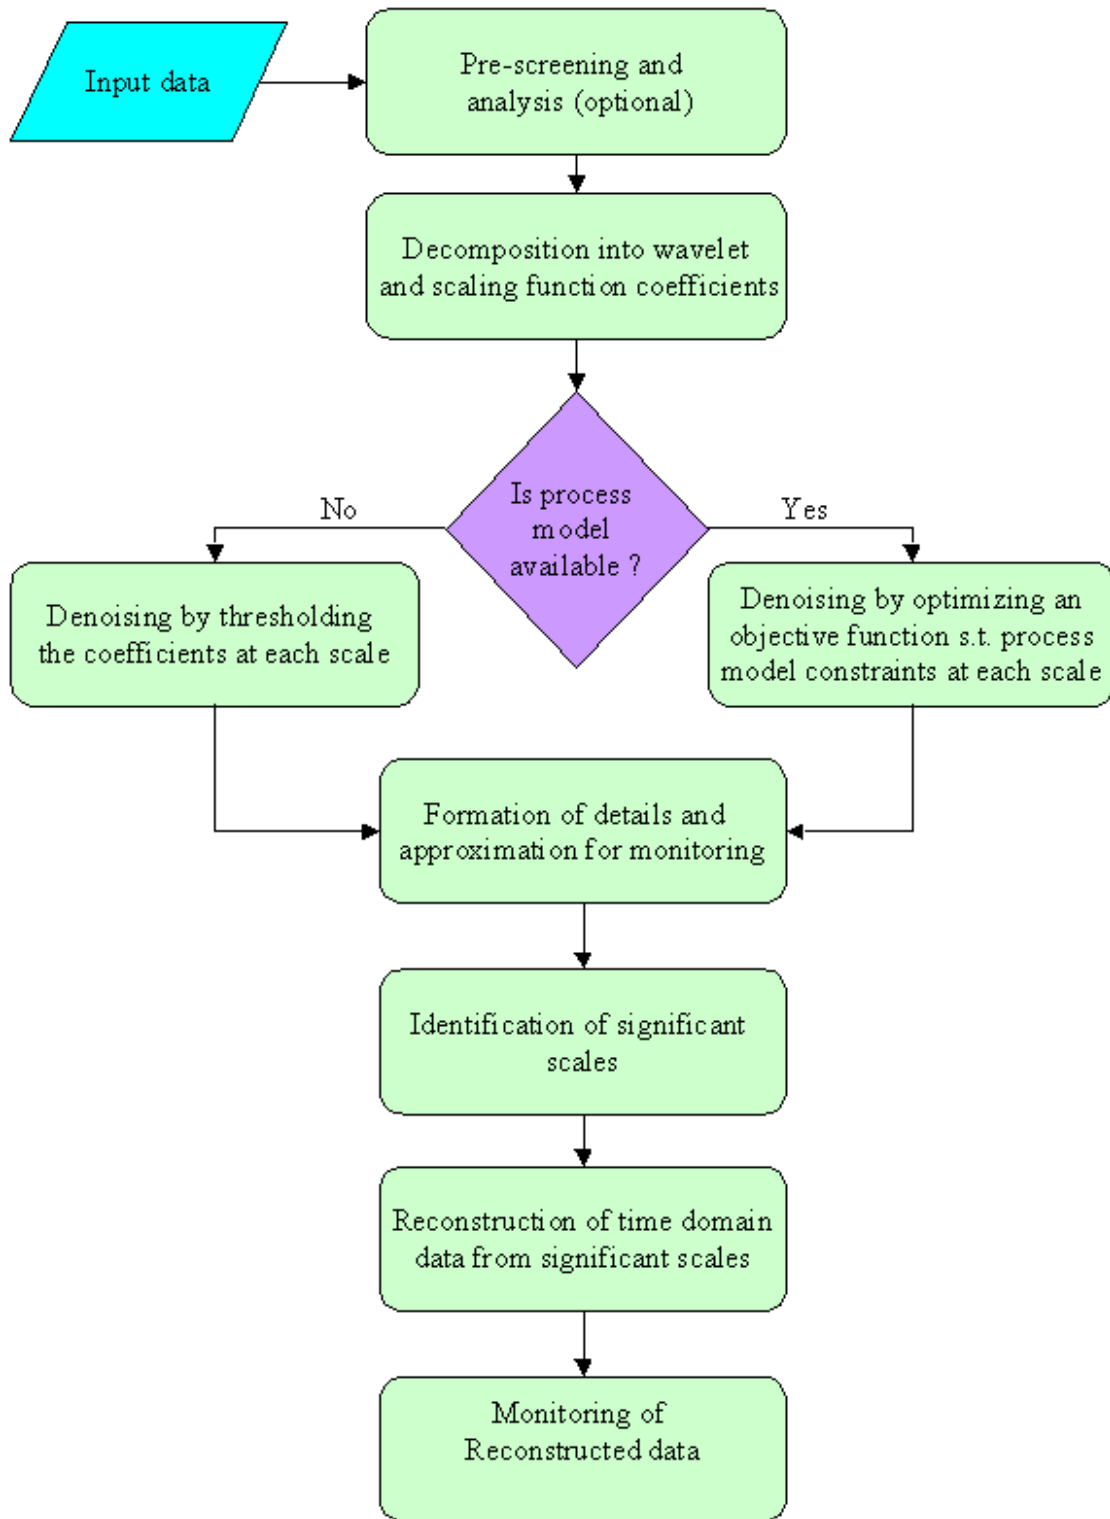 Input data
Pre-screening and
analysis (optional)
Decomposition into wavelet
and scaling function coefficients
Is process
model
available ?
No
Yes
Denoising by thresholding
the coefficients at each scale
Denoising by optimizing an
objective function s.t. process
model constraints at each scale
Formation of details and
approximation for monitoring
Identification of significant
scales
Reconstruction of time domain
data from significant scales
Monitoring of
Reconstructed data